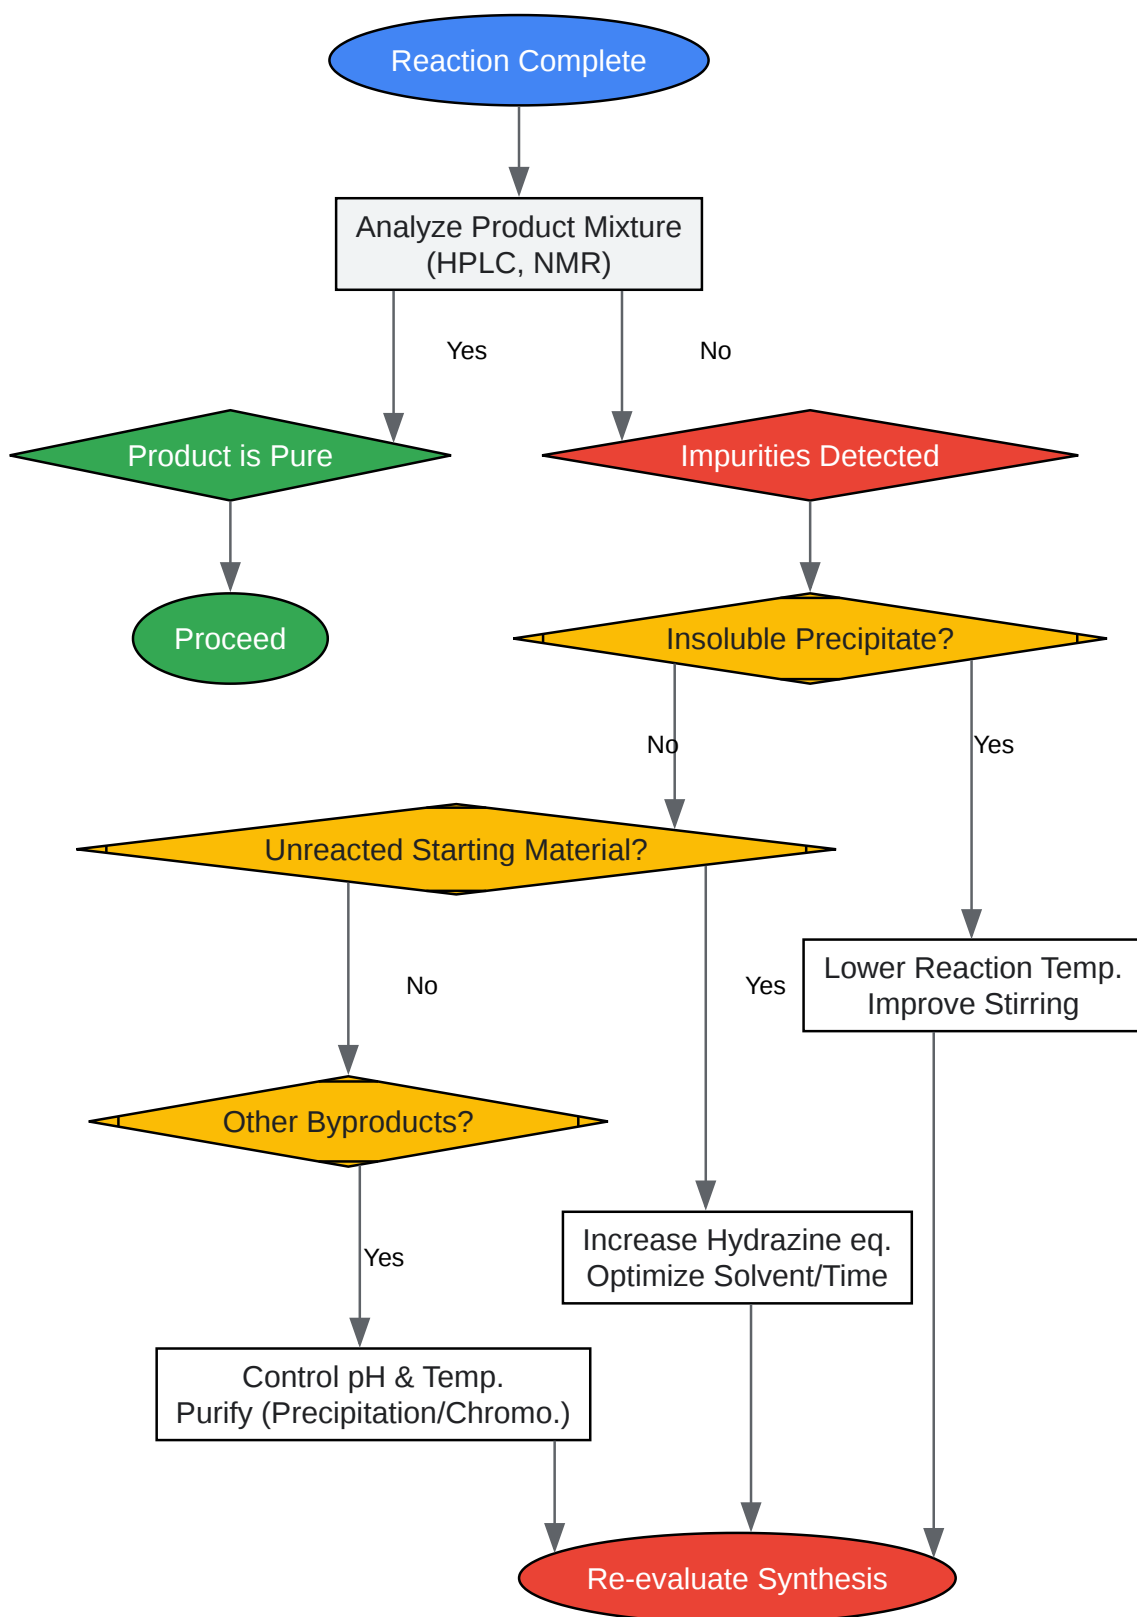 Reaction Complete
Analyze Product Mixture
(HPLC, NMR)
Yes
No
Product is Pure
Impurities Detected
Proceed
Insoluble Precipitate?
No
Yes
Unreacted Starting Material?
Lower Reaction Temp.
Improve Stirring
No
Yes
Other Byproducts?
Increase Hydrazine eq.
Optimize Solvent/Time
Yes
Control pH & Temp.
Purify (Precipitation/Chromo.)
Re-evaluate Synthesis